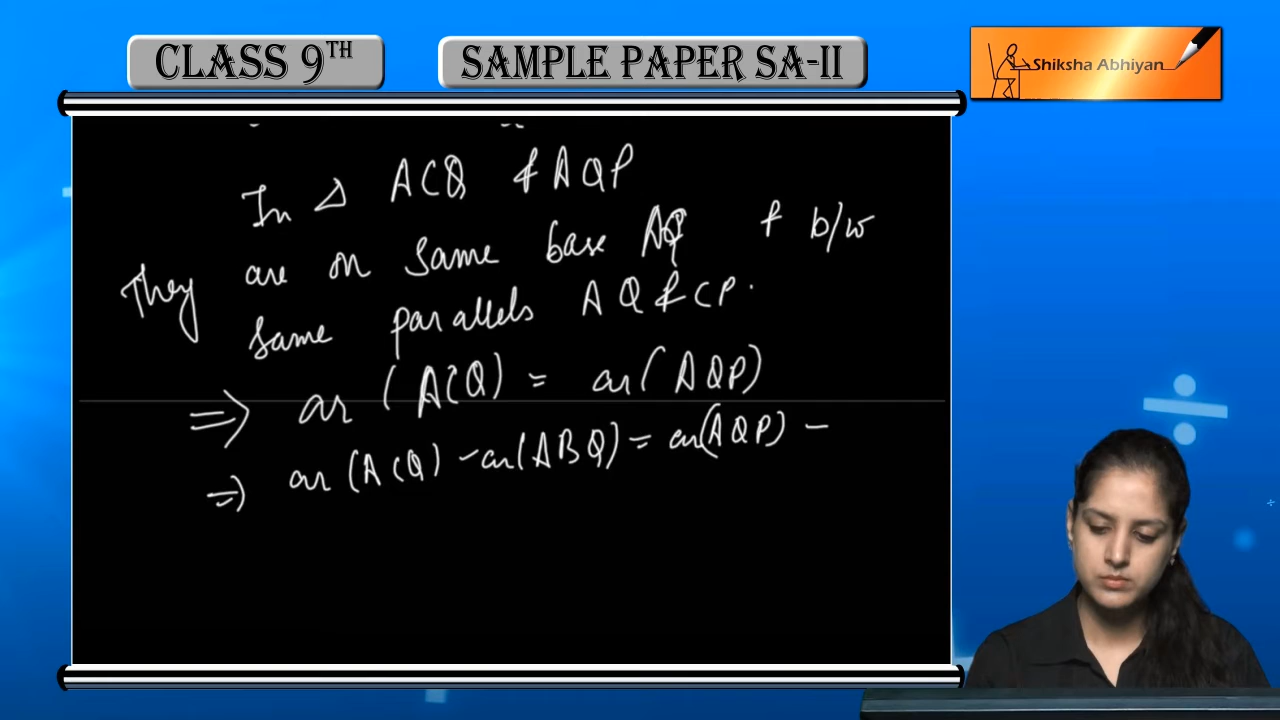 CLASS 9TH
SAMPLE PAPER SA-II
Shiksha Abhiyan
In Δ ACQ & AQP
They are on same base AQ & b/w
same parallels AQ & CP.
⇒ ar (ACQ) = ar (AQP)
⇒ ar (ACQ) - ar (ABQ) = ar (AQP) -